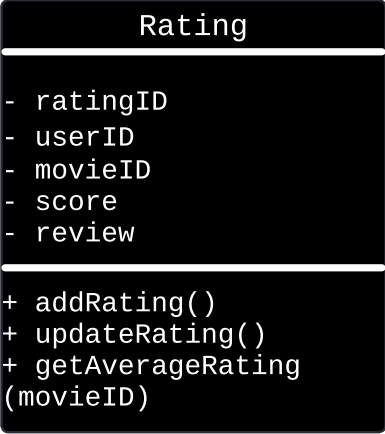 Rating
- ratingID
- userID
- movieID
- score
- review
+ addRating()
+ updateRating()
+ getAverageRating
(movieID)